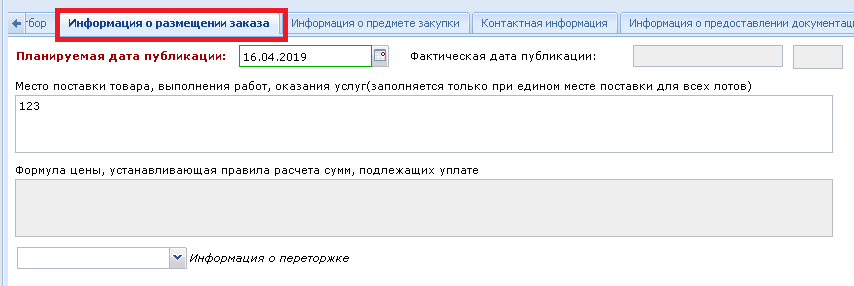 тбор Информация о размещении заказа Информация о предмете закупки Контактная информация Информация о предоставлении документаци
Планируемая дата публикации: 16.04.2019 Фактическая дата публикации:
Место поставки товара, выполнения работ, оказания услуг(заполняется только при едином месте поставки для всех лотов)
123
Формула цены, устанавливающая правила расчета сумм, подлежащих уплате
Информация о переторжке